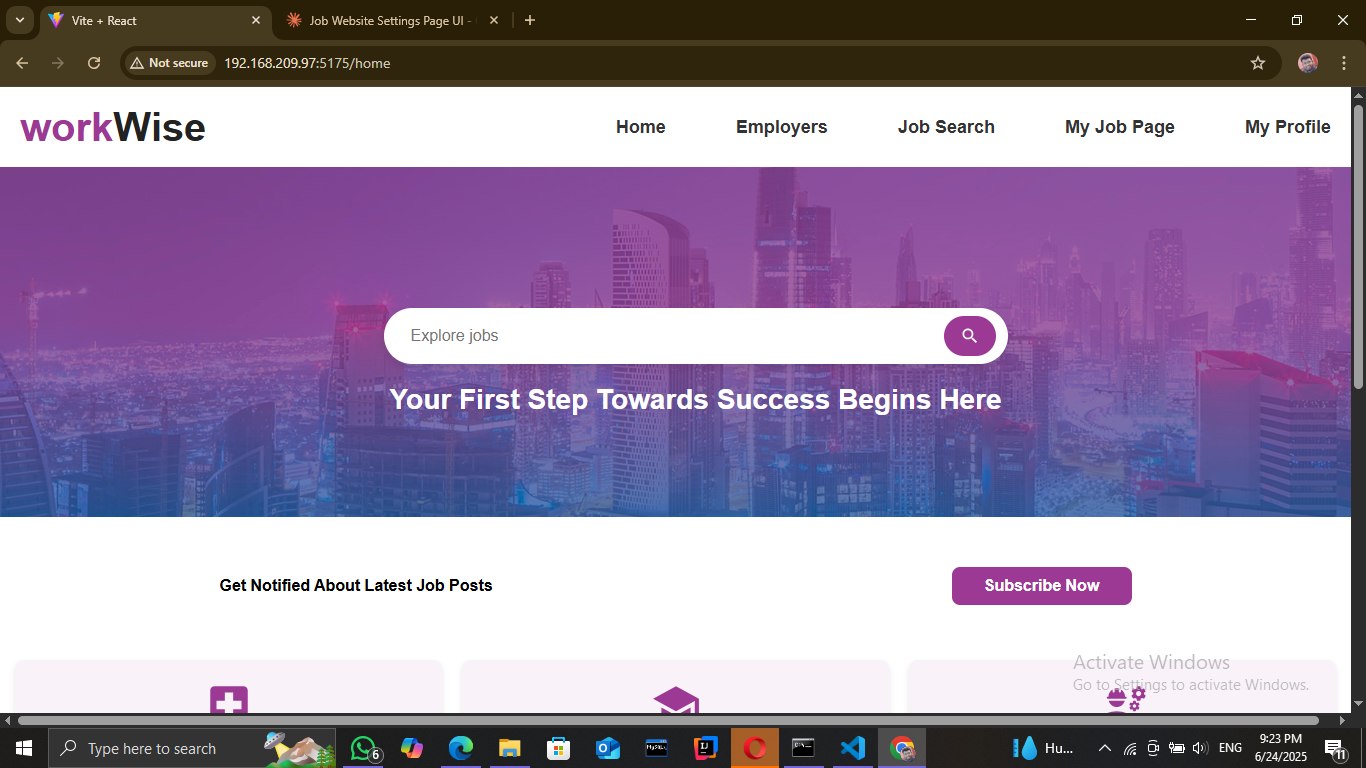 Vite + React
Job Website Settings Page UI -
Not secure
192.168.209.97:5175/home
workWise
Home
Employers
Job Search
My Job Page
My Profile
Explore jobs
Your First Step Towards Success Begins Here
Get Notified About Latest Job Posts
Subscribe Now
Activate Windows
Go to Settings to activate Windows.
Type here to search
6
MySQL
IJ
Hu...
ENG
9:23 PM
6/24/2025
11